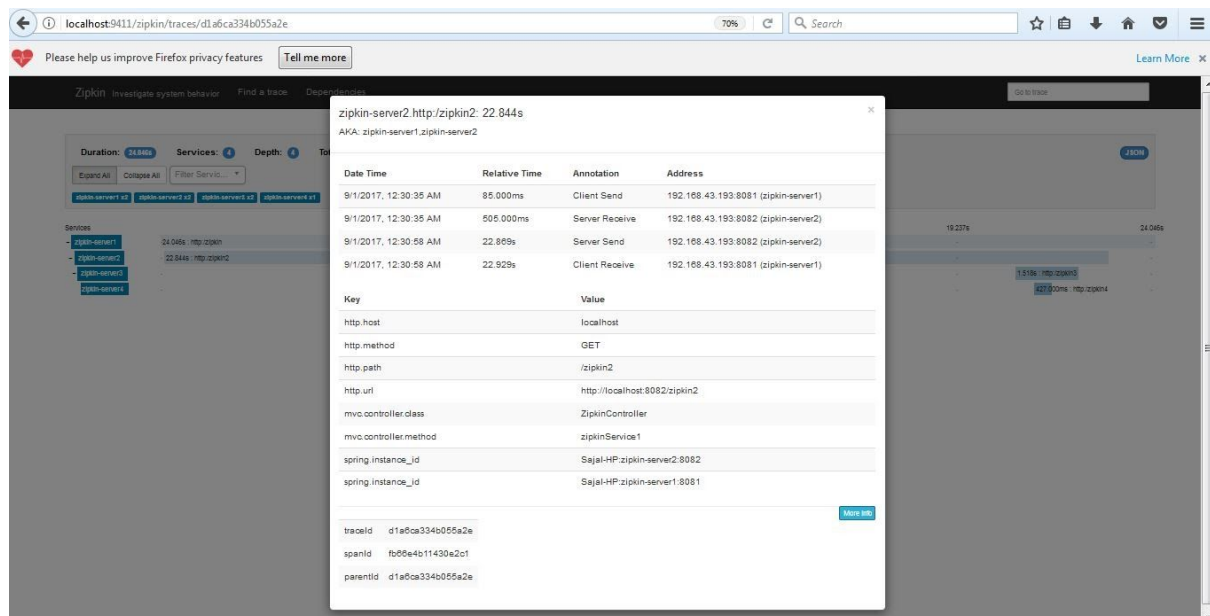 localhost:9411/zipkin/traces/d1a6ca334b055a2e 70% Search
Please help us improve Firefox privacy features Tell me more Learn More
Zipkin Investigate system behavior Find a trace Dependencies Go to trace
zipkin-server2.http:/zipkin2: 22.844s
AKA: zipkin-server1,zipkin-server2
Duration: 24.046s Services: 4 Depth: 4 JSON
Expand All Collapse All Filter Servic...
zipkin-server1 x2 zipkin-server2 x2 zipkin-server3 x2 zipkin-server4 x1
Services 19.237s 24.046s
zipkin-server1 24.046s : http:/zipkin
zipkin-server2 22.844s : http:/zipkin2
zipkin-server3 1.518s : http:/zipkin3
zipkin-server4 427.000ms : http:/zipkin4
Date Time Relative Time Annotation Address
9/1/2017, 12:30:35 AM 85.000ms Client Send 192.168.43.193:8081 (zipkin-server1)
9/1/2017, 12:30:35 AM 505.000ms Server Receive 192.168.43.193:8082 (zipkin-server2)
9/1/2017, 12:30:58 AM 22.869s Server Send 192.168.43.193:8082 (zipkin-server2)
9/1/2017, 12:30:58 AM 22.929s Client Receive 192.168.43.193:8081 (zipkin-server1)
Key Value
http.host localhost
http.method GET
http.path /zipkin2
http.url http://localhost:8082/zipkin2
mvc.controller.class ZipkinController
mvc.controller.method zipkinService1
spring.instance_id Sajal-HP:zipkin-server2:8082
spring.instance_id Sajal-HP:zipkin-server1:8081
More Info
traceId d1a6ca334b055a2e
spanId fb66e4b11430e2c1
parentId d1a6ca334b055a2e